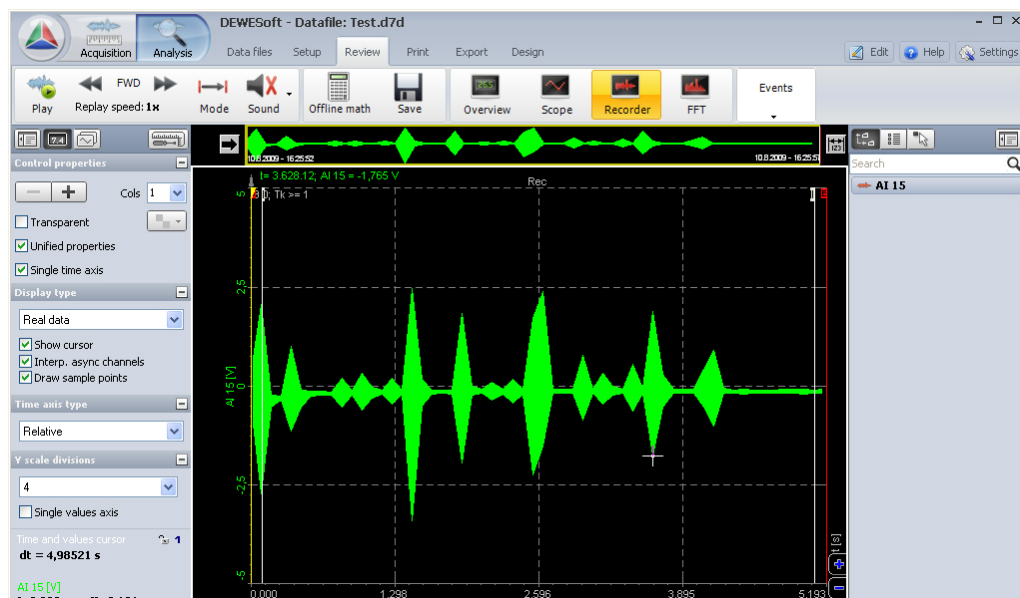 DEWESoft - Datafile: Test.d7d
Acquisition Analysis Data files Setup Review Print Export Design Edit Help Settings
FWD
Replay speed: 1x
Play Mode Sound Offline math Save Overview Scope Recorder FFT Events
Control properties
Cols 1
Transparent
Unified properties
Single time axis
Display type
Real data
Show cursor
Interp. async channels
Draw sample points
Time axis type
Relative
Y scale divisions
4
Single values axis
Time and values cursor 1
dt = 4,98521 s
AI 15 [V]
10.8.2009 - 16:25:52
10.8.2009 - 16:25:5
t= 3.628.12; AI 15 = -1,765 V
Rec
Tk >= 1
5
2,5
0
-2,5
-5
AI 15 [V]
0.000 1.298 2.596 3.895 5.193
t [s]
Search
AI 15